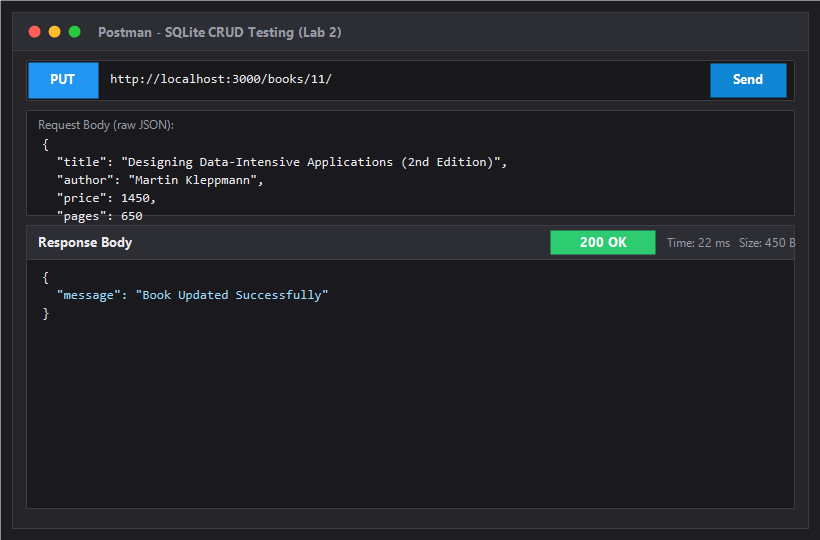 Postman - SQLite CRUD Testing (Lab 2)
PUT http://localhost:3000/books/11/ Send
Request Body (raw JSON):
{
"title": "Designing Data-Intensive Applications (2nd Edition)",
"author": "Martin Kleppmann",
"price": 1450,
"pages": 650
Response Body 200 OK Time: 22 ms Size: 450 B
{
"message": "Book Updated Successfully"
}